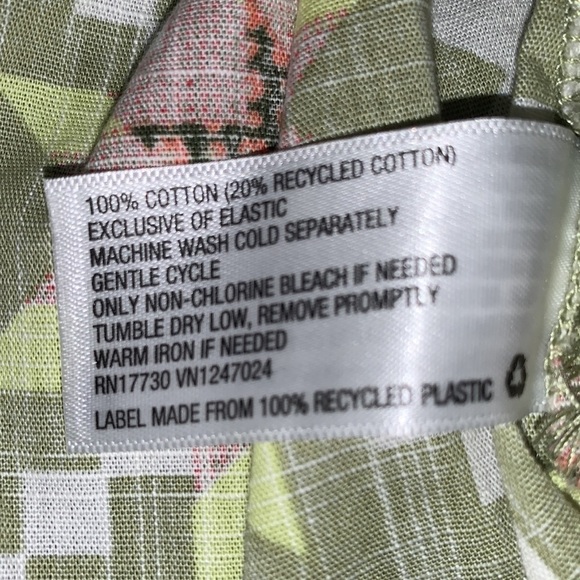 100% COTTON (20% RECYCLED COTTON)
EXCLUSIVE OF ELASTIC
MACHINE WASH COLD SEPARATELY
GENTLE CYCLE
ONLY NON-CHLORINE BLEACH IF NEEDED
TUMBLE DRY LOW, REMOVE PROMPTLY
WARM IRON IF NEEDED
RN17730 VN1247024
LABEL MADE FROM 100% RECYCLED PLASTIC